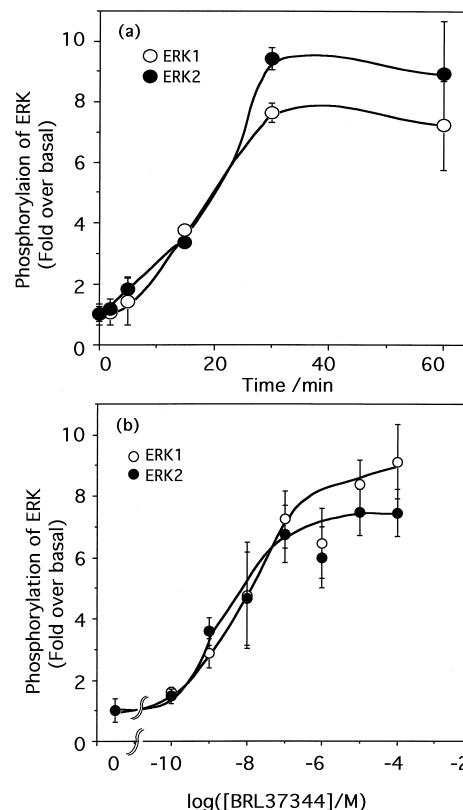 (a)
ERK1
ERK2
10
8
6
4
2
0
Phosphorylaion of ERK
(Fold over basal)
0
20
40
60
Time /min
(b)
ERK1
ERK2
10
8
6
4
2
0
Phosphorylation of ERK
(Fold over basal)
0 -10 -8 -6 -4 -2
log([BRL37344]/M)